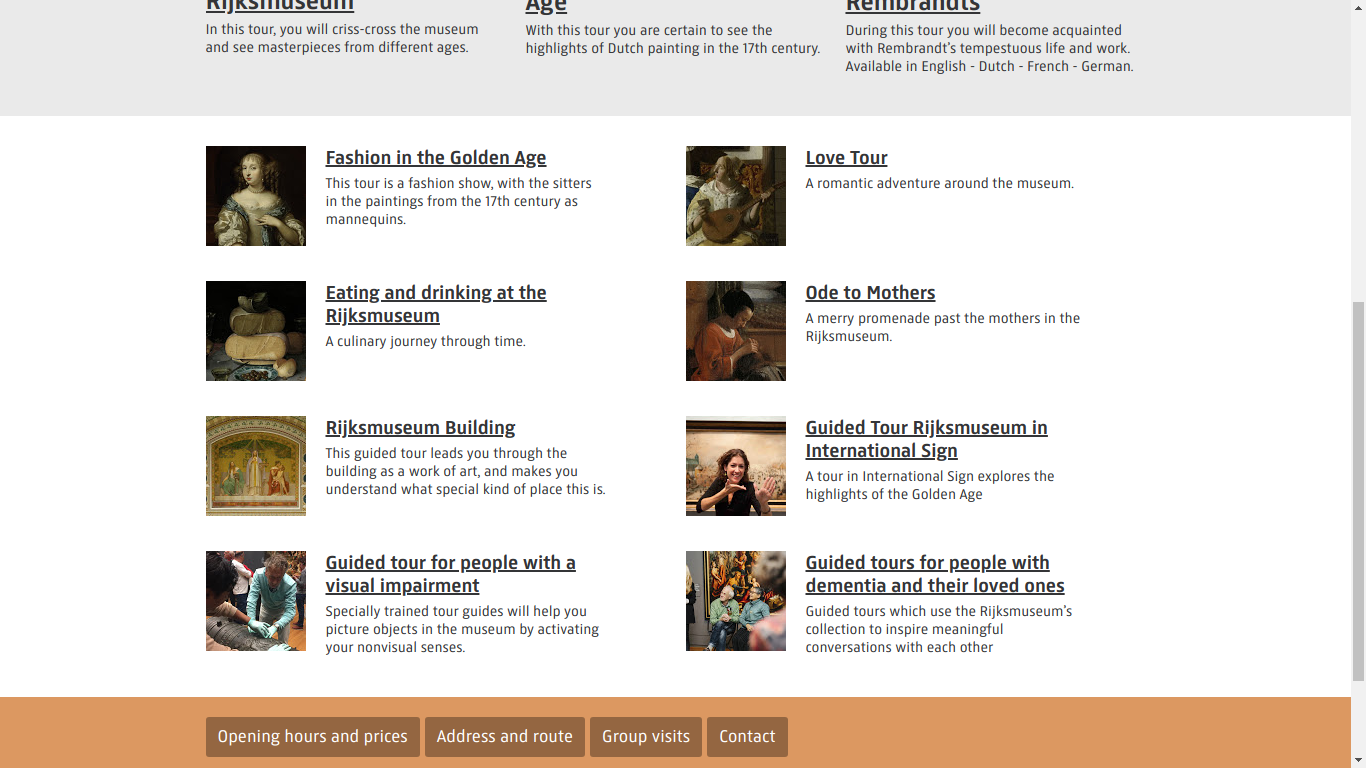 Rijksmuseum
In this tour, you will criss-cross the museum
and see masterpieces from different ages.
Age
With this tour you are certain to see the
highlights of Dutch painting in the 17th century.
Rembrandts
During this tour you will become acquainted
with Rembrandt's tempestuous life and work.
Available in English - Dutch - French - German.
Fashion in the Golden Age
This tour is a fashion show, with the sitters
in the paintings from the 17th century as
mannequins.
Love Tour
A romantic adventure around the museum.
Eating and drinking at the
Rijksmuseum
A culinary journey through time.
Ode to Mothers
A merry promenade past the mothers in the
Rijksmuseum.
Rijksmuseum Building
This guided tour leads you through the
building as a work of art, and makes you
understand what special kind of place this is.
Guided Tour Rijksmuseum in
International Sign
A tour in International Sign explores the
highlights of the Golden Age
Guided tour for people with a
visual impairment
Specially trained tour guides will help you
picture objects in the museum by activating
your nonvisual senses.
Guided tours for people with
dementia and their loved ones
Guided tours which use the Rijksmuseum's
collection to inspire meaningful
conversations with each other
Opening hours and prices
Address and route
Group visits
Contact